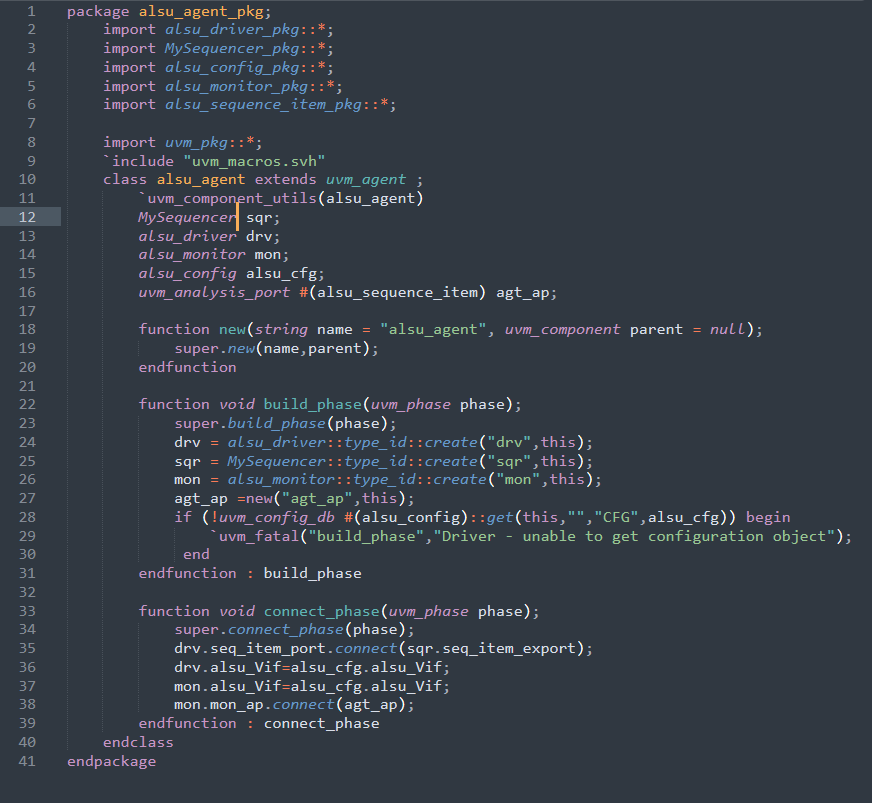 1 package alsu_agent_pkg;
2 import alsu_driver_pkg::*;
3 import MySequencer_pkg::*;
4 import alsu_config_pkg::*;
5 import alsu_monitor_pkg::*;
6 import alsu_sequence_item_pkg::*;
7
8 import uvm_pkg::*;
9 `include "uvm_macros.svh"
10 class alsu_agent extends uvm_agent ;
11 `uvm_component_utils(alsu_agent)
12 MySequencer sqr;
13 alsu_driver drv;
14 alsu_monitor mon;
15 alsu_config alsu_cfg;
16 uvm_analysis_port #(alsu_sequence_item) agt_ap;
17
18 function new(string name = "alsu_agent", uvm_component parent = null);
19 super.new(name,parent);
20 endfunction
21
22 function void build_phase(uvm_phase phase);
23 super.build_phase(phase);
24 drv = alsu_driver::type_id::create("drv",this);
25 sqr = MySequencer::type_id::create("sqr",this);
26 mon = alsu_monitor::type_id::create("mon",this);
27 agt_ap =new("agt_ap",this);
28 if (!uvm_config_db #(alsu_config)::get(this,"","CFG",alsu_cfg)) begin
29 `uvm_fatal("build_phase","Driver - unable to get configuration object");
30 end
31 endfunction : build_phase
32
33 function void connect_phase(uvm_phase phase);
34 super.connect_phase(phase);
35 drv.seq_item_port.connect(sqr.seq_item_export);
36 drv.alsu_Vif=alsu_cfg.alsu_Vif;
37 mon.alsu_Vif=alsu_cfg.alsu_Vif;
38 mon.mon_ap.connect(agt_ap);
39 endfunction : connect_phase
40 endclass
41 endpackage